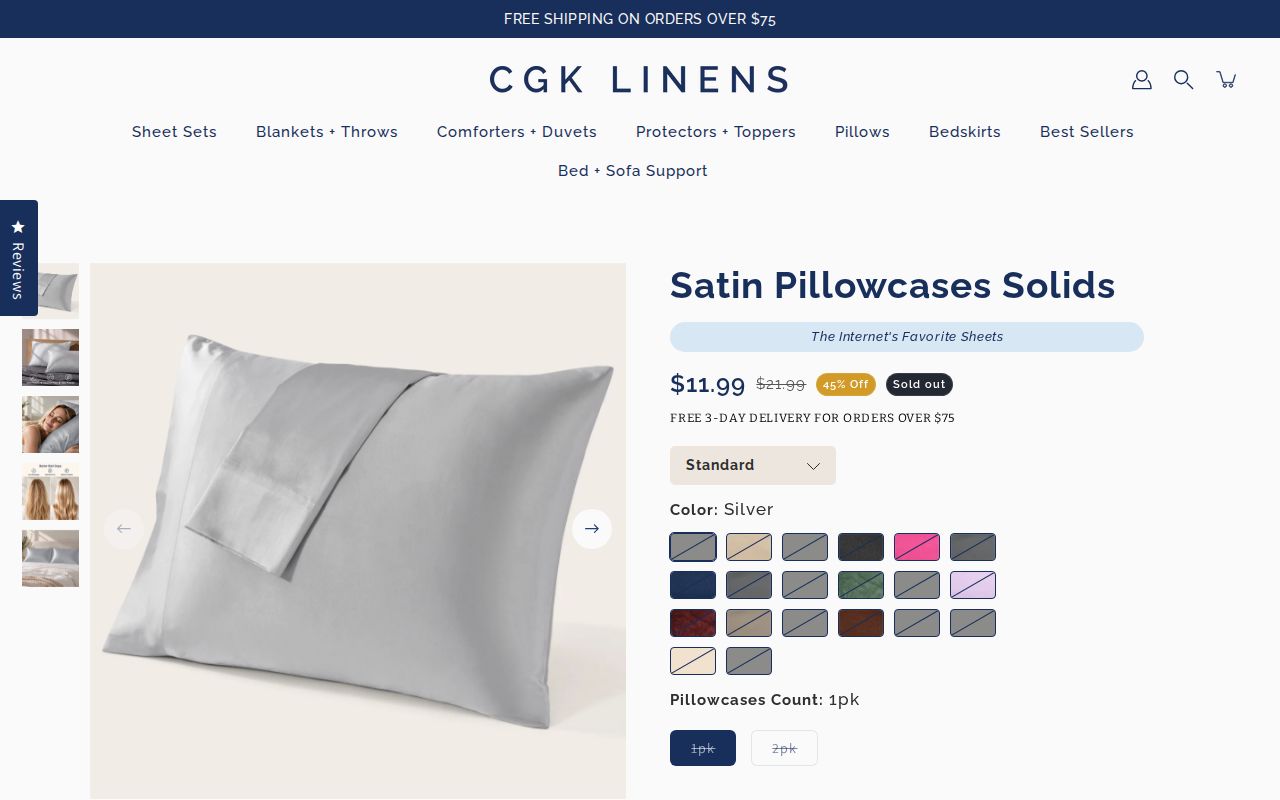 FREE SHIPPING ON ORDERS OVER $75
CGK LINENS
Sheet Sets
Blankets + Throws
Comforters + Duvets
Protectors + Toppers
Pillows
Bedskirts
Best Sellers
Bed + Sofa Support
Reviews
Satin Pillowcases Solids
The Internet's Favorite Sheets
$11.99 $21.99 45% Off Sold out
FREE 3-DAY DELIVERY FOR ORDERS OVER $75
Standard
Color: Silver
Pillowcases Count: 1pk
1pk
2pk